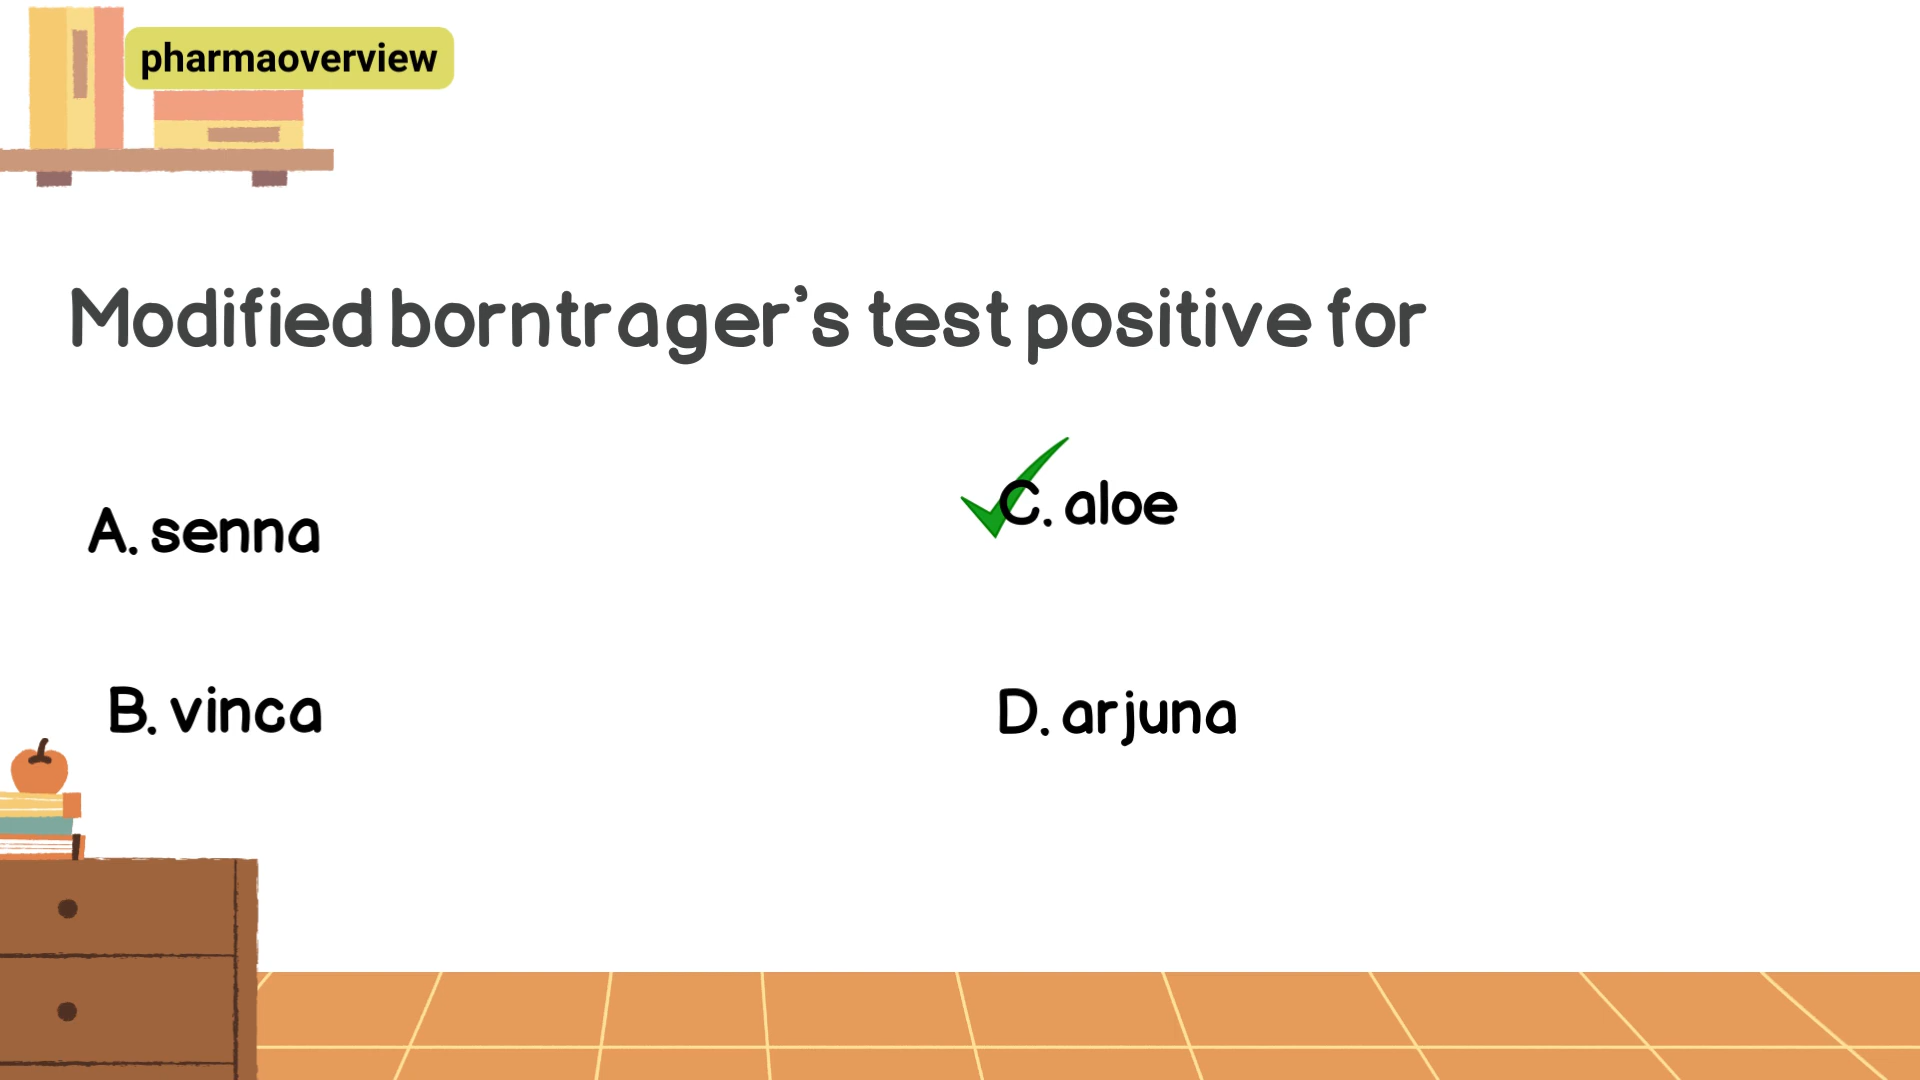 pharmaoverview
Modified borntrager's test positive for
A. senna
B. vinca
C. aloe
D. arjuna